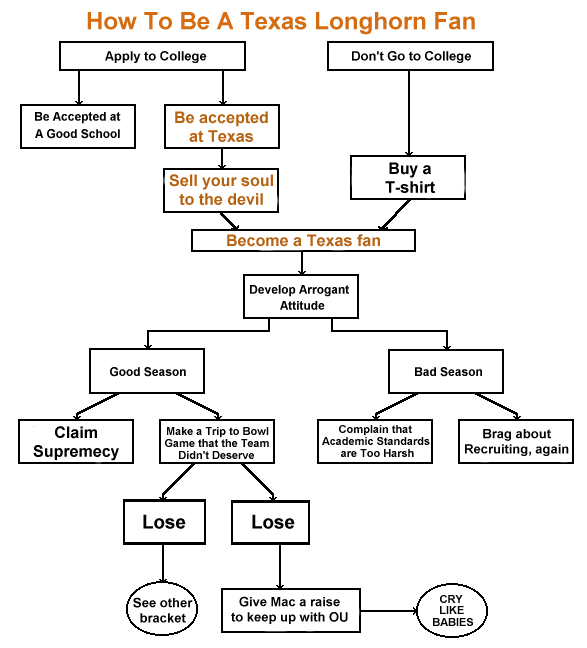 How To Be A Texas Longhorn Fan
Apply to College
Don't Go to College
Be Accepted at
A Good School
Be accepted
at Texas
Buy a
T-shirt
Sell your soul
to the devil
Become a Texas fan
Develop Arrogant
Attitude
Good Season
Bad Season
Claim
Supremecy
Make a Trip to Bowl
Game that the Team
Didn't Deserve
Complain that
Academic Standards
are Too Harsh
Brag about
Recruiting, again
Lose
Lose
See other
bracket
Give Mac a raise
to keep up with OU
CRY
LIKE
BABIES